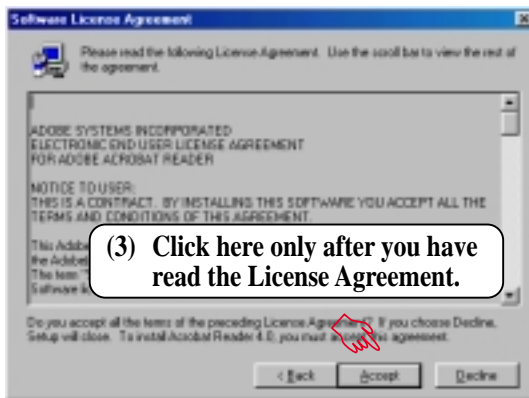 Software License Agreement
Please read the following License Agreement. Use the scroll bar to view the rest of
the agreement.
ADOBE SYSTEMS INCORPORATED
ELECTRONIC END USER LICENSE AGREEMENT
FOR ADOBE ACROBAT READER
NOTICE TO USER:
THIS IS A CONTRACT. BY INSTALLING THIS SOFTWARE YOU ACCEPT ALL THE
TERMS AND CONDITIONS OF THIS AGREEMENT.
This Adobe
the Adobe
The term
Software
(3) Click here only after you have
read the License Agreement.
Do you accept all the terms of the preceding License Agreement? If you choose Decline,
Setup will close. To install Acrobat Reader 4.0, you must accept this agreement.
< Back
Accept
Decline